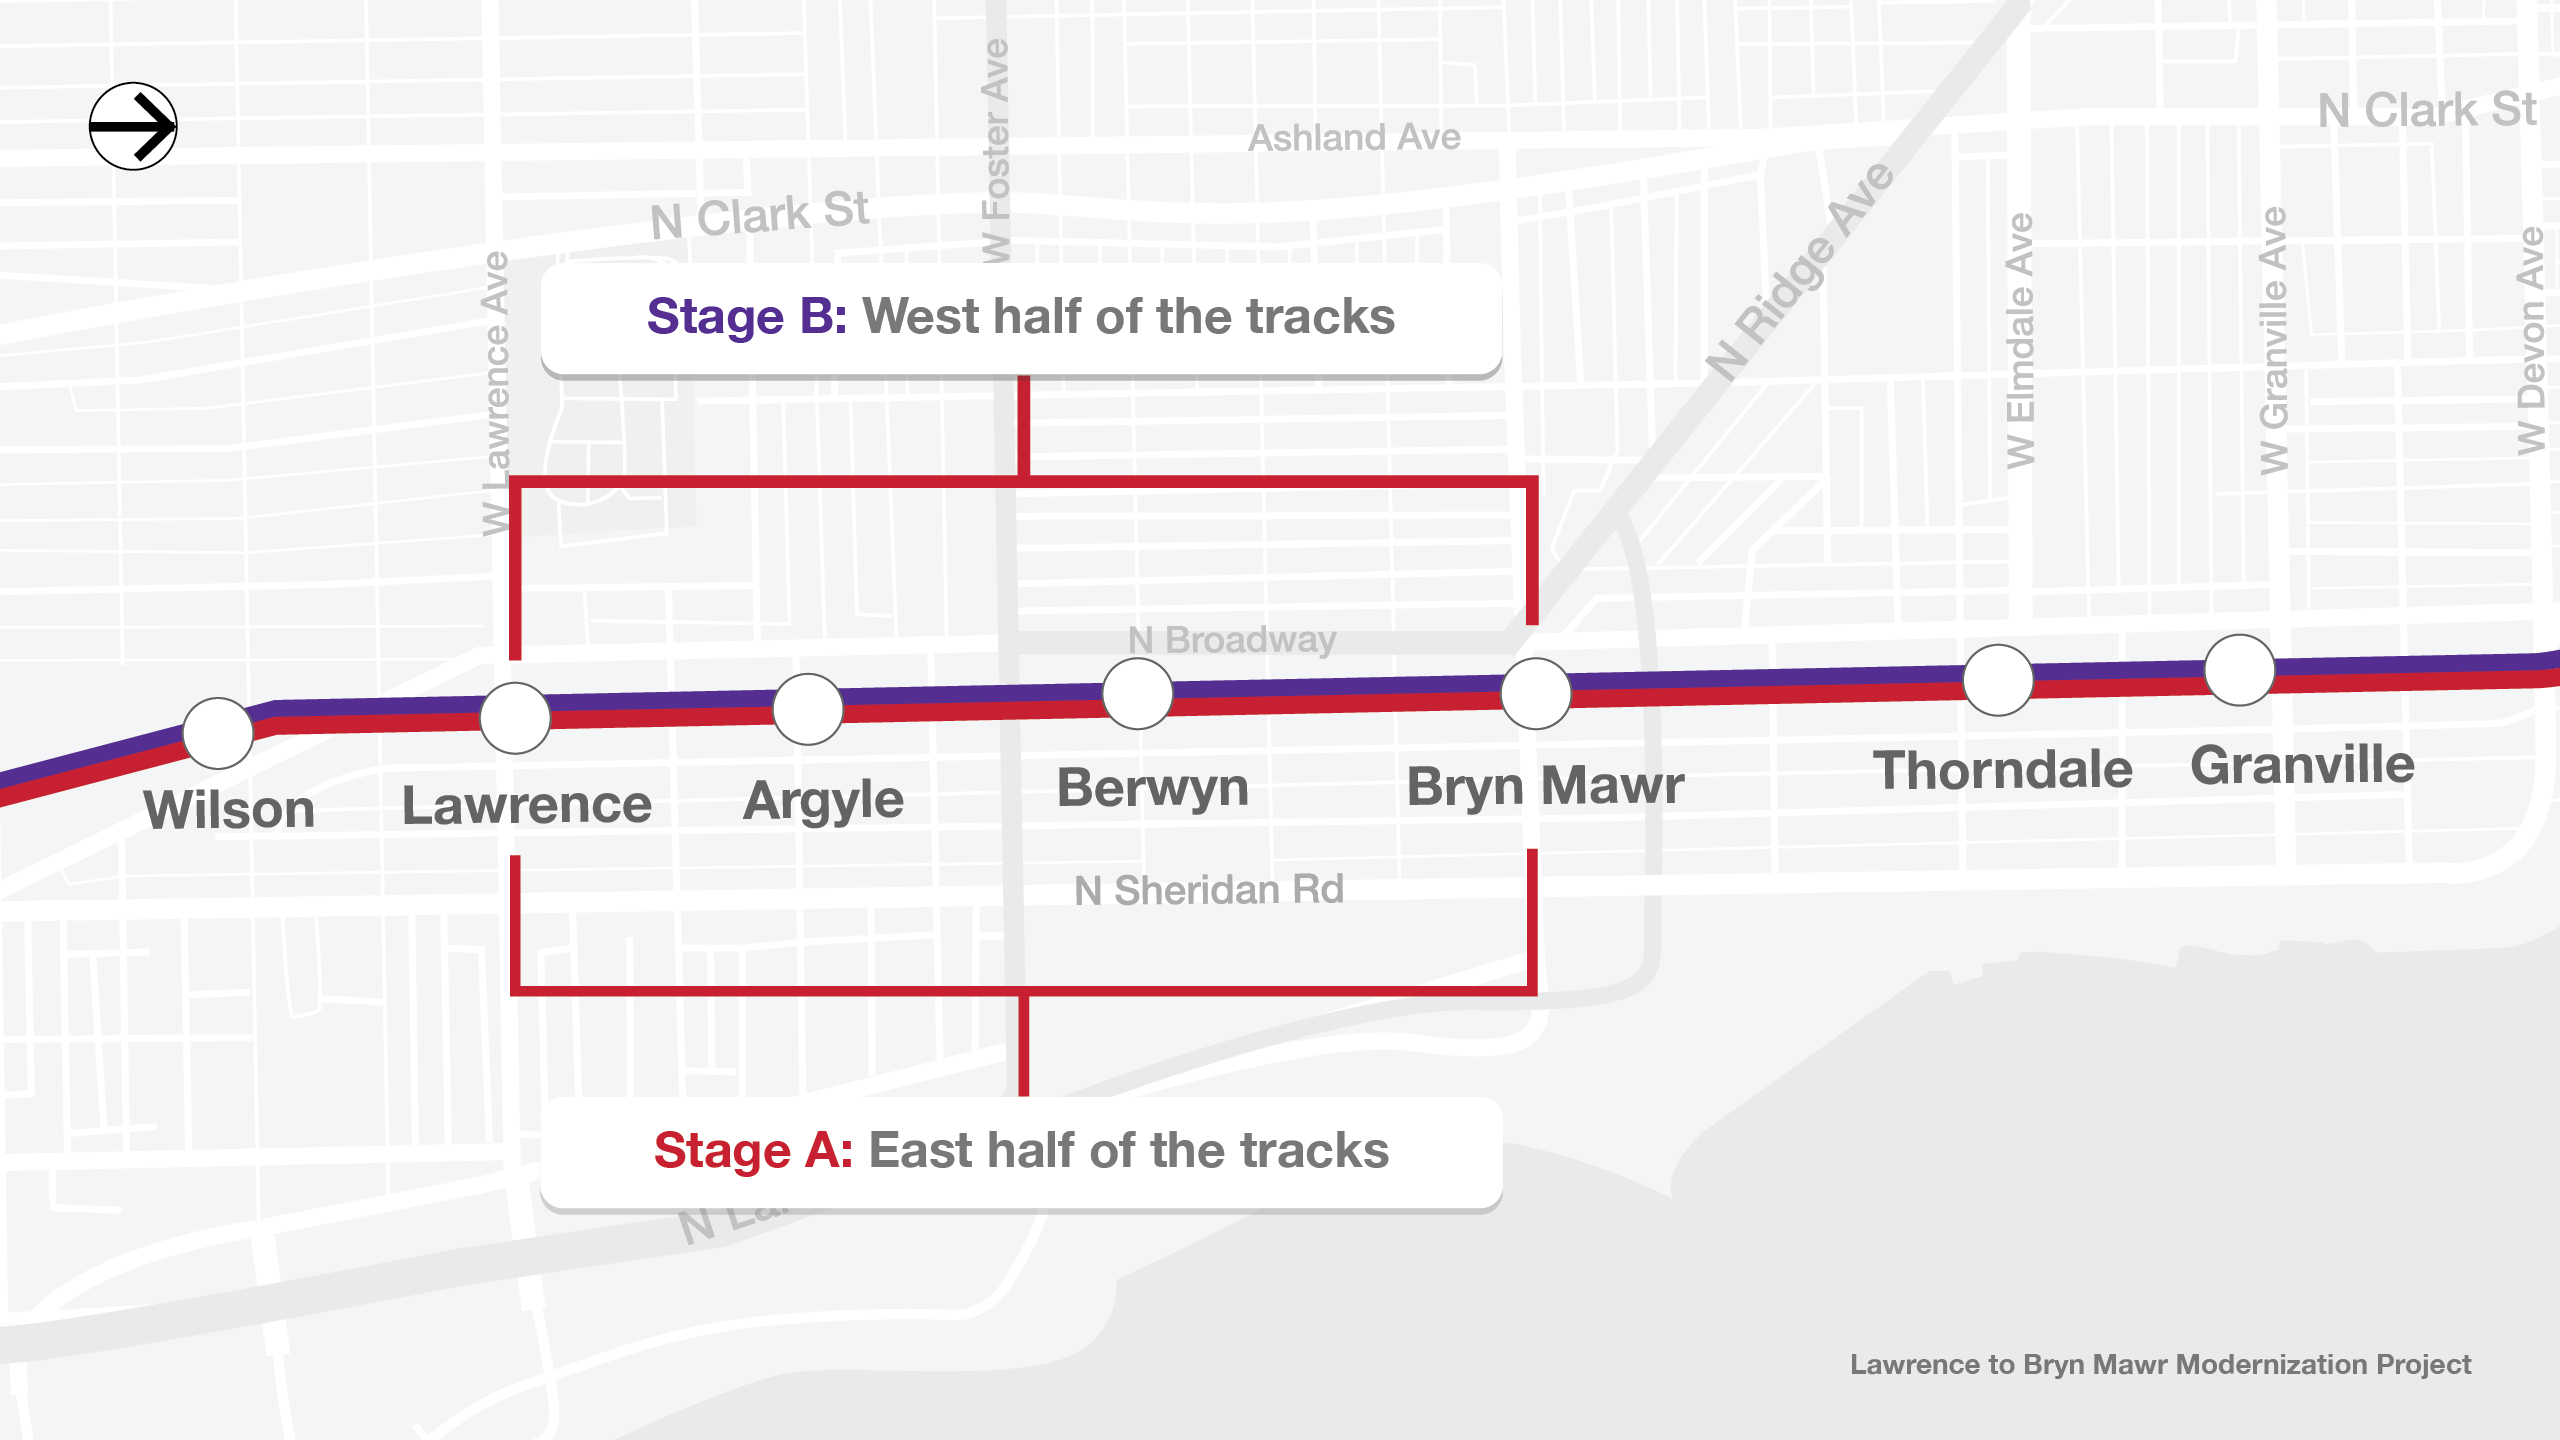 W Foster Ave
Ashland Ave
N Clark St
N Clark St
N Ridge Ave
W Lawrence Ave
W Elmdale Ave
W Granville Ave
W Devon Ave
Stage B: West half of the tracks
N Broadway
Wilson
Lawrence
Argyle
Berwyn
Bryn Mawr
Thorndale
Granville
N Sheridan Rd
Stage A: East half of the tracks
N
Lawrence to Bryn Mawr Modernization Project